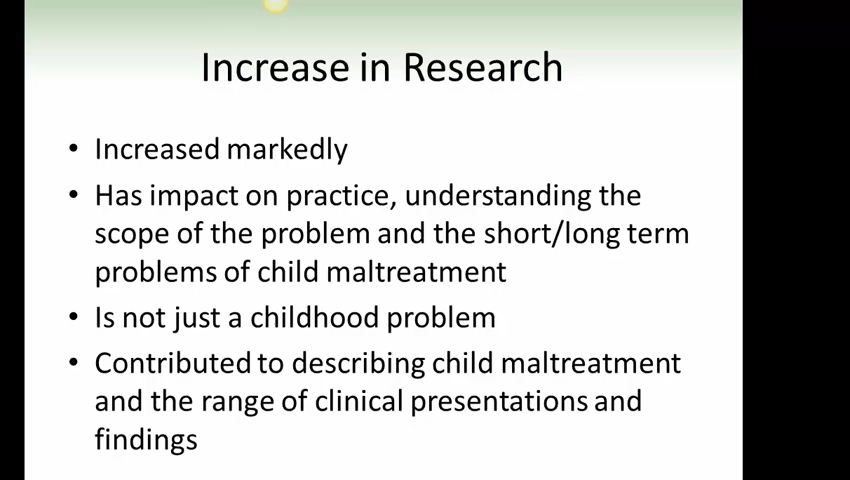 Increase in Research
• Increased markedly
• Has impact on practice, understanding the
scope of the problem and the short/long term
problems of child maltreatment
• Is not just a childhood problem
• Contributed to describing child maltreatment
and the range of clinical presentations and
findings